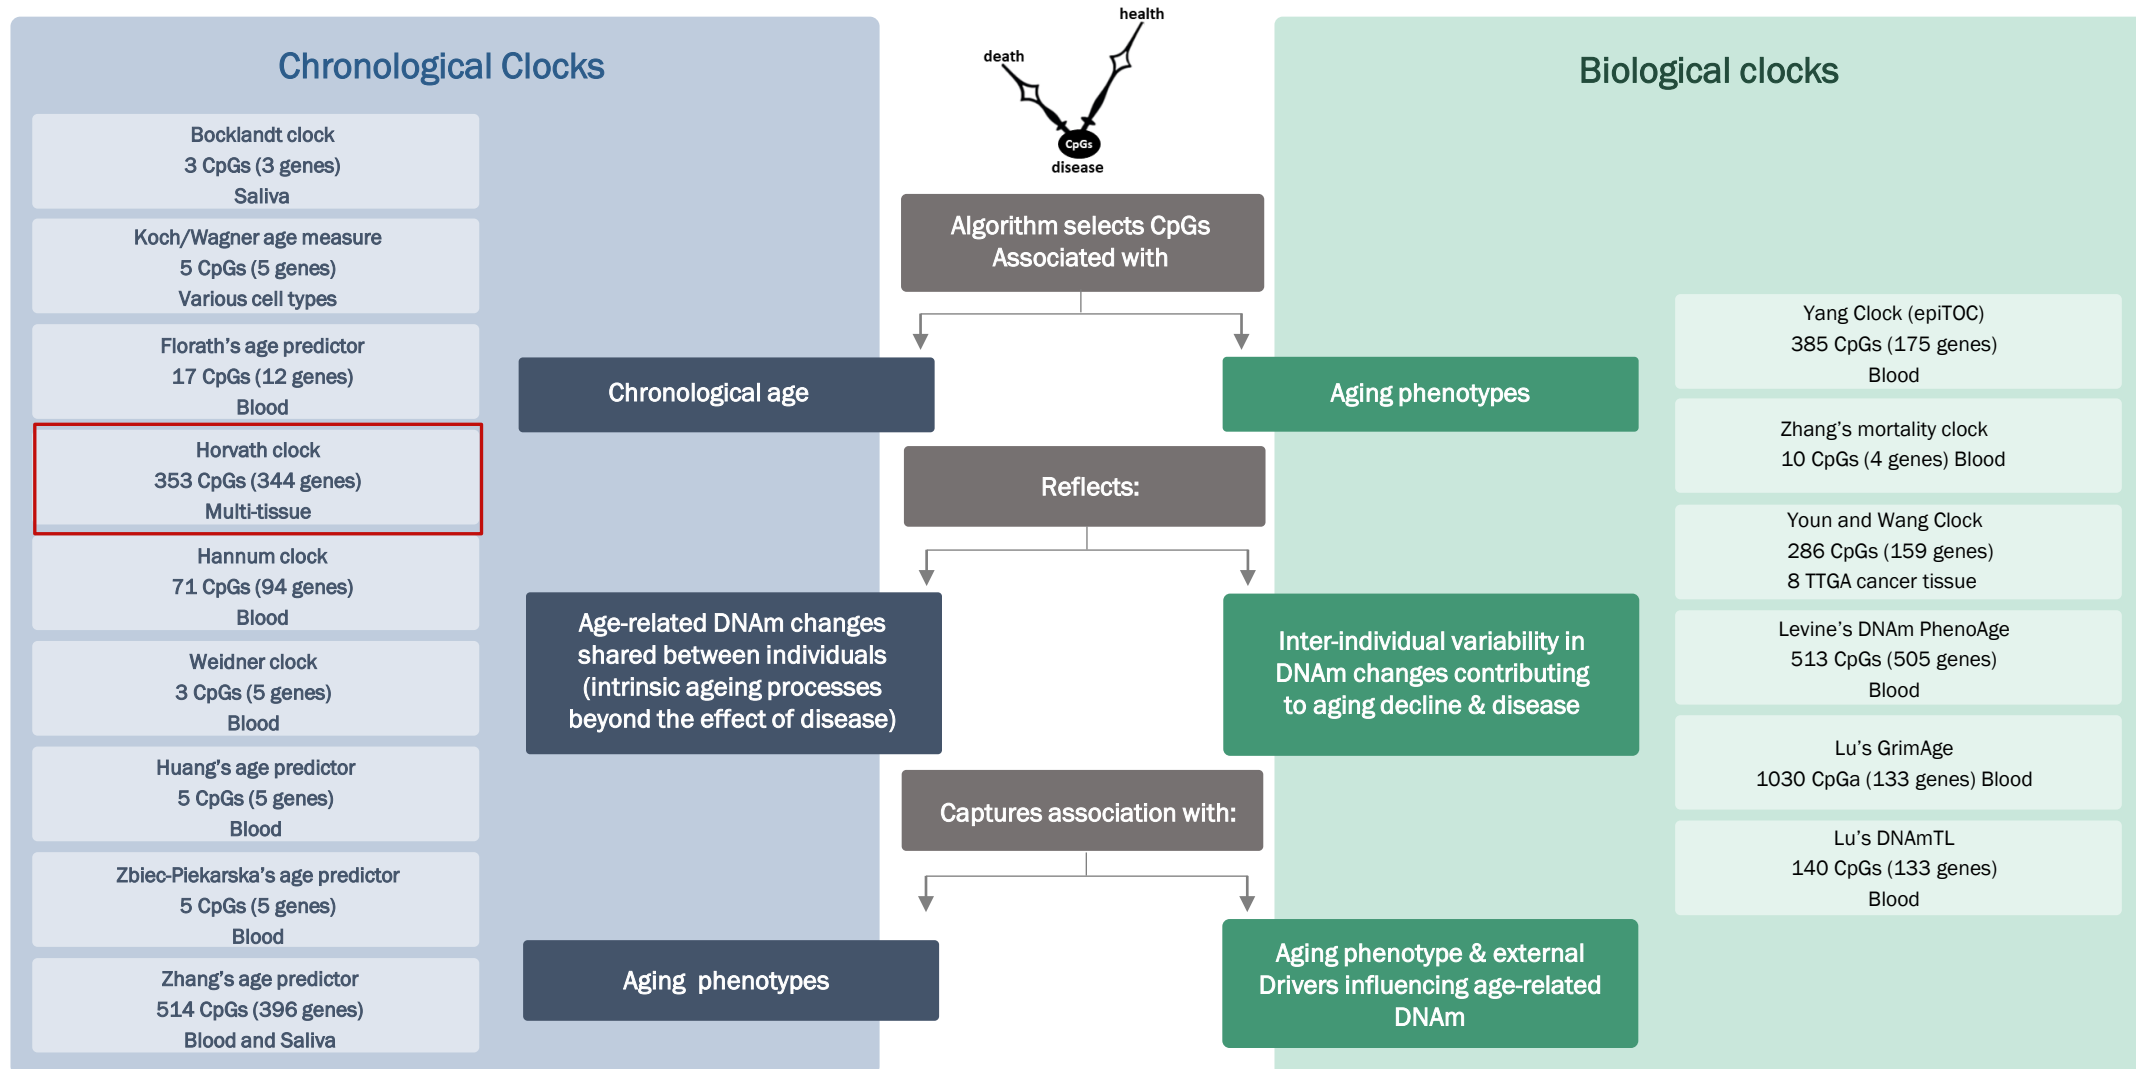 Chronological Clocks
Bocklandt clock
3 CpGs (3 genes)
Saliva
Koch/Wagner age measure
5 CpGs (5 genes)
Various cell types
Florath's age predictor
17 CpGs (12 genes)
Blood
Horvath clock
353 CpGs (344 genes)
Multi-tissue
Hannum clock
71 CpGs (94 genes)
Blood
Weidner clock
3 CpGs (5 genes)
Blood
Huang's age predictor
5 CpGs (5 genes)
Blood
Zbiec-Piekarska's age predictor
5 CpGs (5 genes)
Blood
Zhang's age predictor
514 CpGs (396 genes)
Blood and Saliva
health
death
CpGs
disease
Algorithm selects CpGs
Associated with
Chronological age
Aging phenotypes
Reflects:
Age-related DNAm changes
shared between individuals
(intrinsic ageing processes
beyond the effect of disease)
Inter-individual variability in
DNAm changes contributing
to aging decline & disease
Captures association with:
Aging phenotypes
Aging phenotype & external
Drivers influencing age-related
DNAm
Biological clocks
Yang Clock (epiTOC)
385 CpGs (175 genes)
Blood
Zhang's mortality clock
10 CpGs (4 genes) Blood
Youn and Wang Clock
286 CpGs (159 genes)
8 TTGA cancer tissue
Levine's DNAm PhenoAge
513 CpGs (505 genes)
Blood
Lu's GrimAge
1030 CpGa (133 genes) Blood
Lu's DNAmTL
140 CpGs (133 genes)
Blood